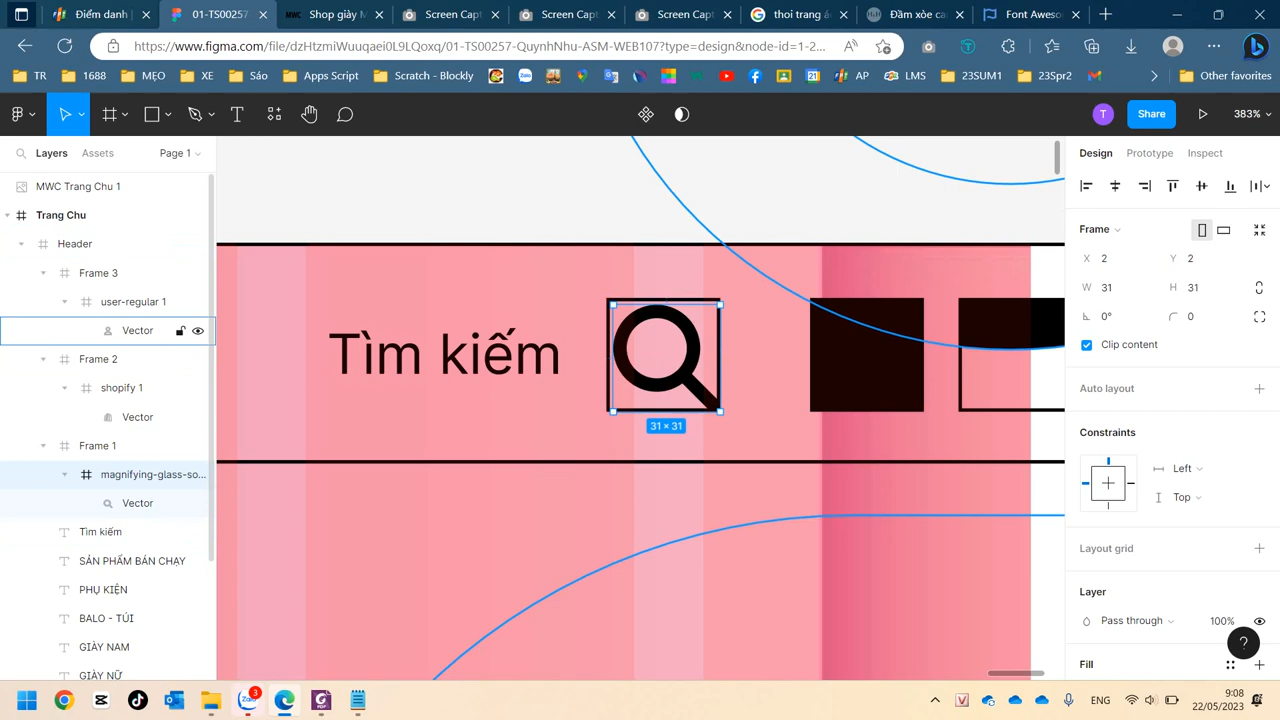 Điểm danh
01-TS00257
MWC Shop giày M
Screen Capt
Screen Capt
Screen Capt
thoi trang á
Đầm xòe can
Font Aweso
https://www.figma.com/file/dzHtzmiWuuqaei0L9LQoxq/01-TS00257-QuynhNhu-ASM-WEB107?type=design&node-id=1-2...
TR
1688
MẸO
XE
Sáo
Apps Script
Scratch - Blockly
AP
LMS
23SUM1
23Spr2
Other favorites
T
Share
383%
Layers
Assets
Page 1
MWC Trang Chu 1
Trang Chu
Header
Frame 3
user-regular 1
Vector
Frame 2
shopify 1
Vector
Frame 1
magnifying-glass-so...
Vector
Tìm kiếm
SẢN PHẨM BÁN CHẠY
PHỤ KIỆN
BALO - TÚI
GIÀY NAM
GIÀY NỮ
Tìm kiếm
31 × 31
Design
Prototype
Inspect
Frame
X 2
Y 2
W 31
H 31
0°
0
Clip content
Auto layout
Constraints
Left
Top
Layout grid
Layer
Pass through
100%
Fill
?
Zalo
3
ENG
9:08
22/05/2023